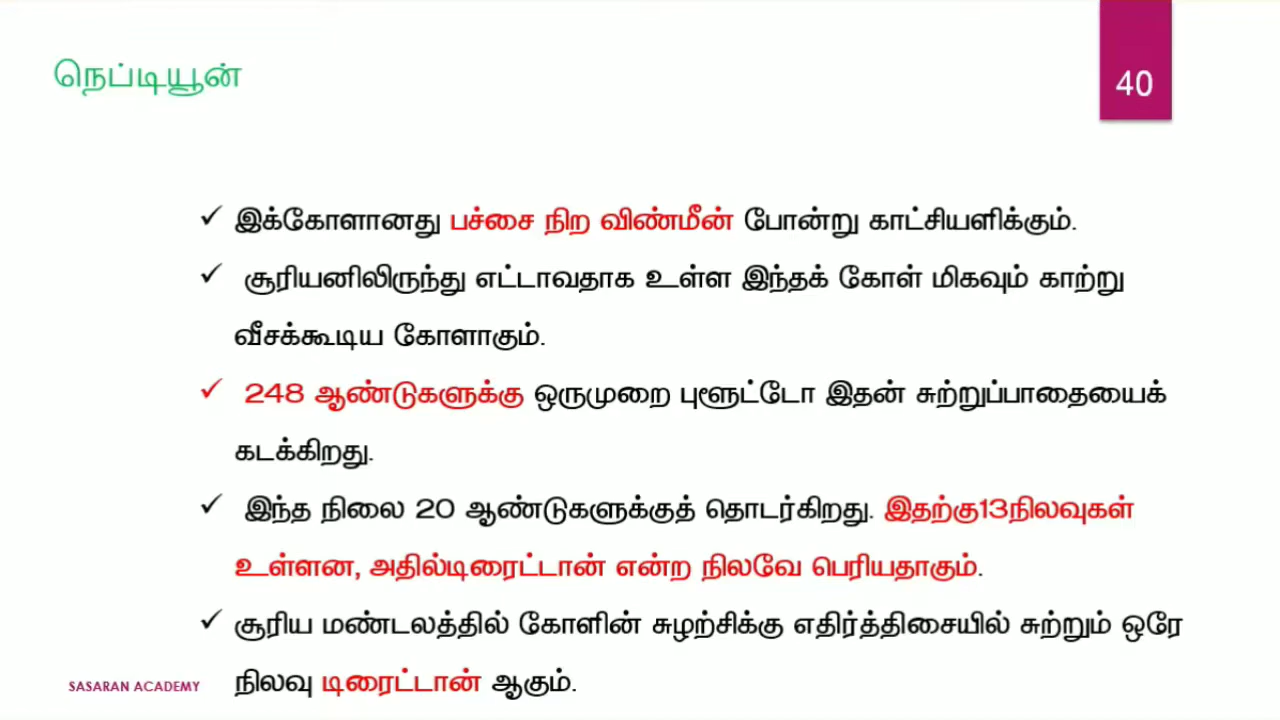 நெப்டியூன்
40
✓ இக்கோளானது பச்சை நிற விண்மீன் போன்று காட்சியளிக்கும்.
✓ சூரியனிலிருந்து எட்டாவதாக உள்ள இந்தக் கோள் மிகவும் காற்று
வீசக்கூடிய கோளாகும்.
✓ 248 ஆண்டுகளுக்கு ஒருமுறை புளூட்டோ இதன் சுற்றுப்பாதையைக்
கடக்கிறது.
✓ இந்த நிலை 20 ஆண்டுகளுக்குத் தொடர்கிறது. இதற்கு13நிலவுகள்
உள்ளன, அதில்டிரைட்டான் என்ற நிலவே பெரியதாகும்.
✓ சூரிய மண்டலத்தில் கோளின் சுழற்சிக்கு எதிர்த்திசையில் சுற்றும் ஒரே
நிலவு டிரைட்டான் ஆகும்.
SASARAN ACADEMY